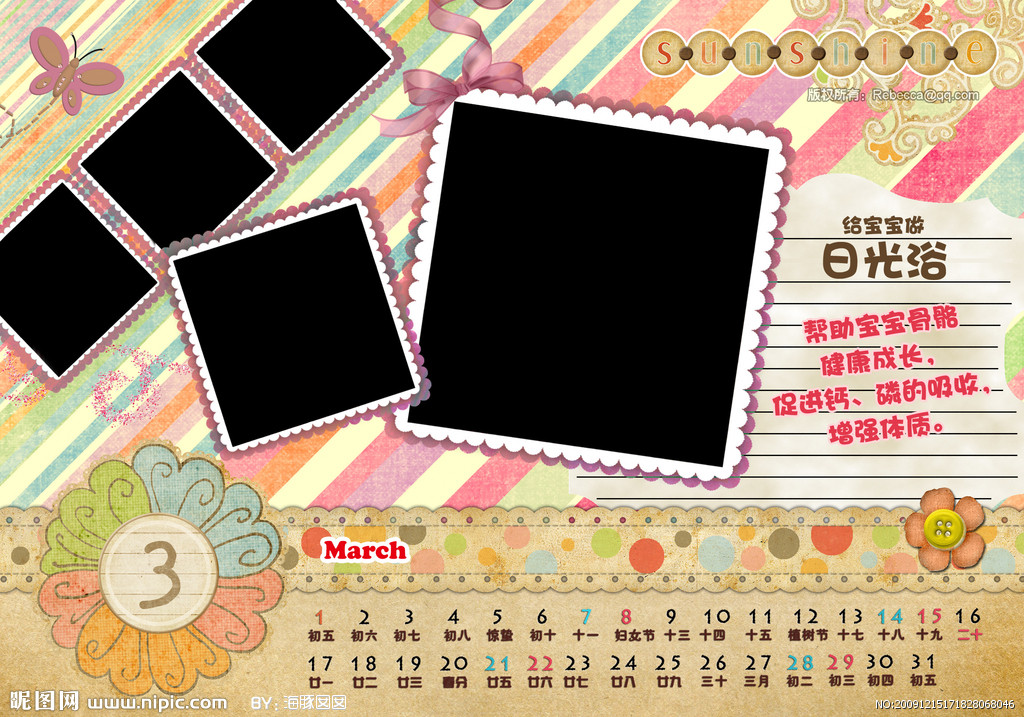 sunshine
版权所有：Rebecca@qq.com
给宝宝做
日光浴
帮助宝宝骨骼
健康成长，
促进钙、磷的吸收，
增强体质。
March
3
1 2 3 4 5 6 7 8 9 10 11 12 13 14 15 16
初五 初六 初七 初八 惊蛰 初十 十一 妇女节 十三 十四 十五 植树节 十七 十八 十九 二十
17 18 19 20 21 22 23 24 25 26 27 28 29 30 31
廿一 廿二 廿三 春分 廿五 廿六 廿七 廿八 廿九 三十 三月 初二 初三 初四 初五
昵图网 www.nipic.com BY：海豚囡囡
NO:20091215171828068046